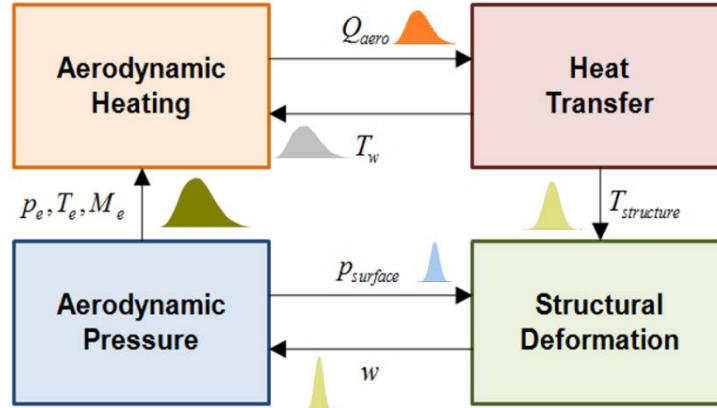 Aerodynamic
Heating
Q_aero
Heat
Transfer
T_w
p_e, T_e, M_e
T_structure
Aerodynamic
Pressure
p_surface
Structural
Deformation
w